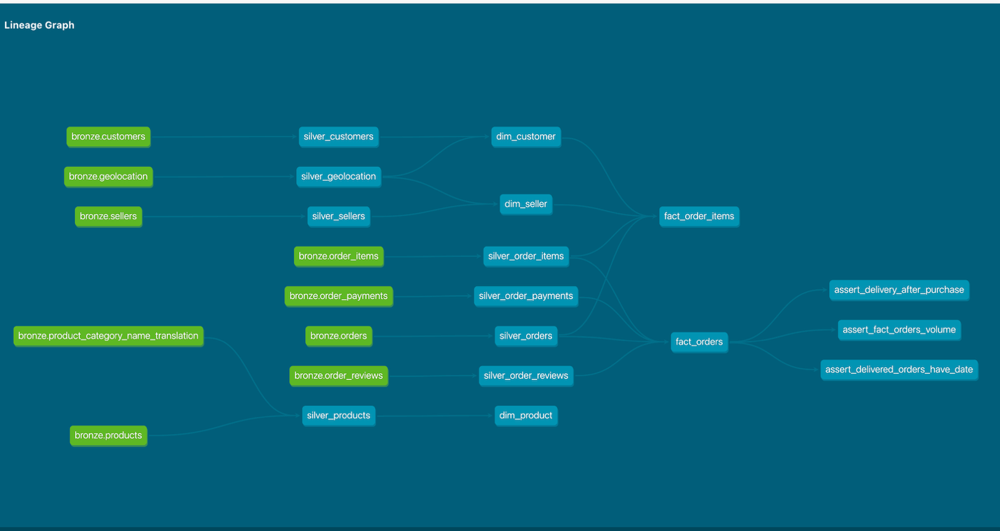 Lineage Graph
bronze.customers
silver_customers
dim_customer
bronze.geolocation
silver_geolocation
dim_seller
bronze.sellers
silver_sellers
fact_order_items
bronze.order_items
silver_order_items
bronze.order_payments
silver_order_payments
assert_delivery_after_purchase
bronze.product_category_name_translation
bronze.orders
silver_orders
fact_orders
assert_fact_orders_volume
bronze.order_reviews
silver_order_reviews
assert_delivered_orders_have_date
silver_products
dim_product
bronze.products